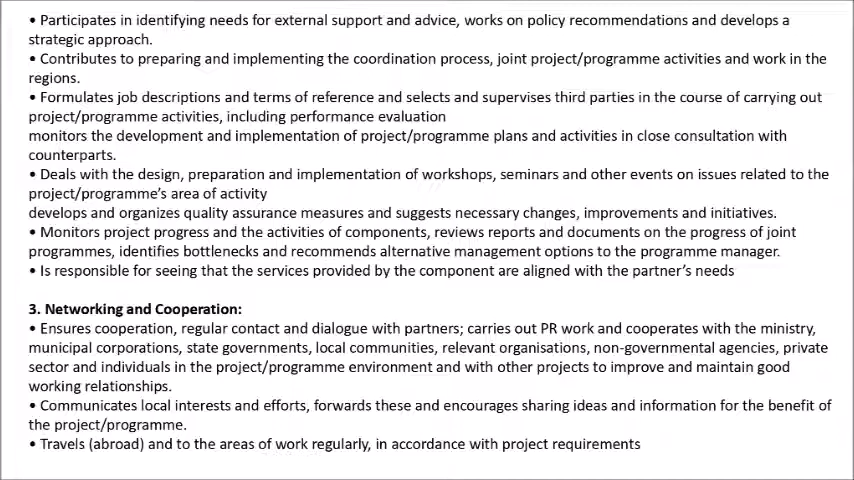 • Participates in identifying needs for external support and advice, works on policy recommendations and develops a
strategic approach.
• Contributes to preparing and implementing the coordination process, joint project/programme activities and work in the
regions.
• Formulates job descriptions and terms of reference and selects and supervises third parties in the course of carrying out
project/programme activities, including performance evaluation
monitors the development and implementation of project/programme plans and activities in close consultation with
counterparts.
• Deals with the design, preparation and implementation of workshops, seminars and other events on issues related to the
project/programme's area of activity
develops and organizes quality assurance measures and suggests necessary changes, improvements and initiatives.
• Monitors project progress and the activities of components, reviews reports and documents on the progress of joint
programmes, identifies bottlenecks and recommends alternative management options to the programme manager.
• Is responsible for seeing that the services provided by the component are aligned with the partner's needs
3. Networking and Cooperation:
• Ensures cooperation, regular contact and dialogue with partners; carries out PR work and cooperates with the ministry,
municipal corporations, state governments, local communities, relevant organisations, non-governmental agencies, private
sector and individuals in the project/programme environment and with other projects to improve and maintain good
working relationships.
• Communicates local interests and efforts, forwards these and encourages sharing ideas and information for the benefit of
the project/programme.
• Travels (abroad) and to the areas of work regularly, in accordance with project requirements